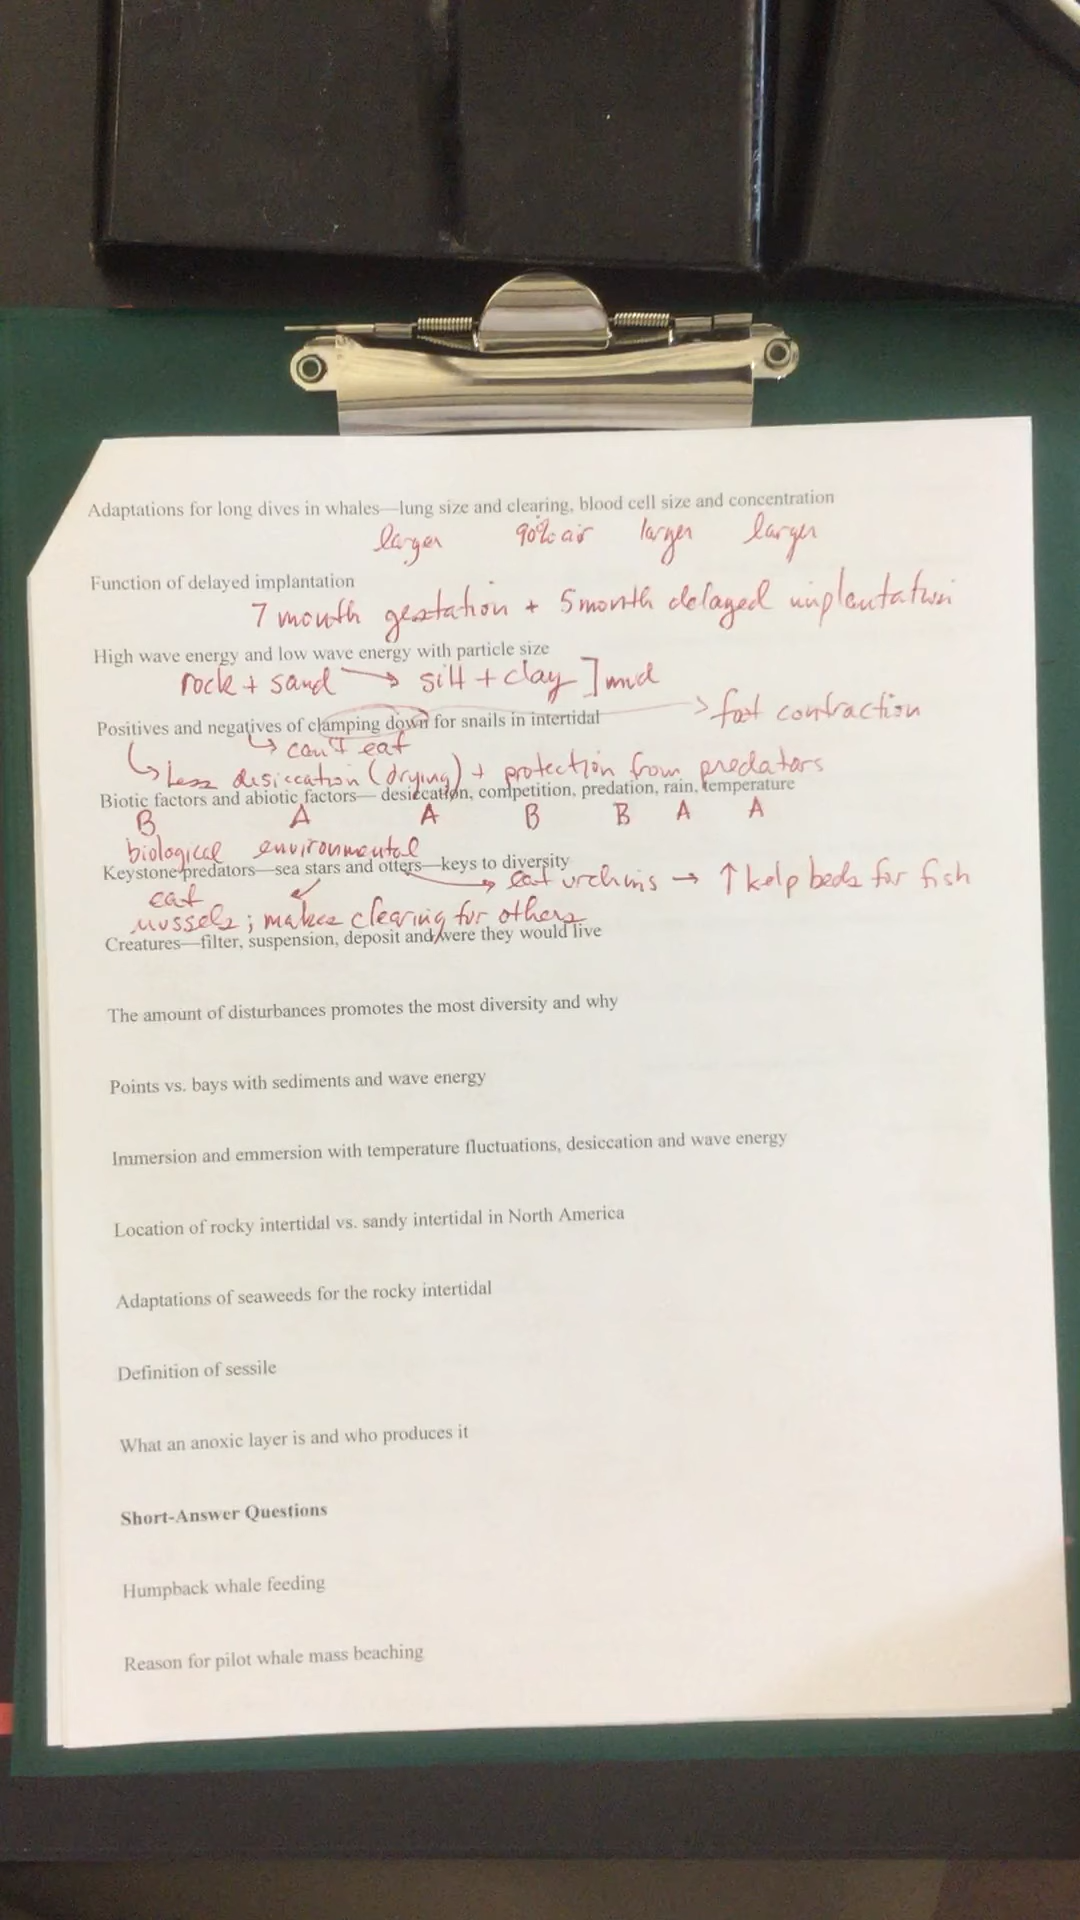 Adaptations for long dives in whales—lung size and clearing, blood cell size and concentration
larger 90% air larger larger
Function of delayed implantation
7 month gestation + 5 month delayed implantation
High wave energy and low wave energy with particle size
rock + sand → silt + clay ] mud
Positives and negatives of clamping down for snails in intertidal
> foot contraction
↳ can't eat
↳ Less desiccation (drying) + protection from predators
Biotic factors and abiotic factors— desiccation, competition, predation, rain, temperature
B A A B B A A
biological environmental
Keystone predators—sea stars and otters—keys to diversity
→ eat urchins → ↑ kelp beds for fish
eat
mussels; makes clearing for others
Creatures—filter, suspension, deposit and were they would live
The amount of disturbances promotes the most diversity and why
Points vs. bays with sediments and wave energy
Immersion and emmersion with temperature fluctuations, desiccation and wave energy
Location of rocky intertidal vs. sandy intertidal in North America
Adaptations of seaweeds for the rocky intertidal
Definition of sessile
What an anoxic layer is and who produces it
Short-Answer Questions
Humpback whale feeding
Reason for pilot whale mass beaching